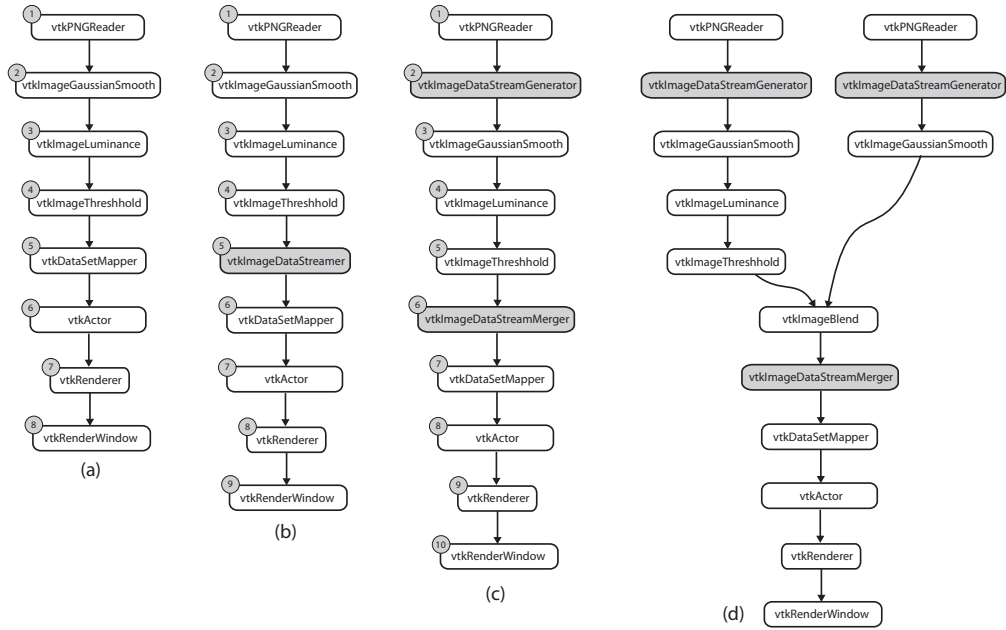 1
vtkPNGReader
2
vtkImageGaussianSmooth
3
vtkImageLuminance
4
vtkImageThreshhold
5
vtkDataSetMapper
6
vtkActor
7
vtkRenderer
8
vtkRenderWindow
(a)
1
vtkPNGReader
2
vtkImageGaussianSmooth
3
vtkImageLuminance
4
vtkImageThreshhold
5
vtkImageDataStreamer
6
vtkDataSetMapper
7
vtkActor
8
vtkRenderer
9
vtkRenderWindow
(b)
1
vtkPNGReader
2
vtkImageDataStreamGenerator
3
vtkImageGaussianSmooth
4
vtkImageLuminance
5
vtkImageThreshhold
6
vtkImageDataStreamMerger
7
vtkDataSetMapper
8
vtkActor
9
vtkRenderer
10
vtkRenderWindow
(c)
vtkPNGReader
vtkPNGReader
vtkImageDataStreamGenerator
vtkImageDataStreamGenerator
vtkImageGaussianSmooth
vtkImageGaussianSmooth
vtkImageLuminance
vtkImageThreshhold
vtkImageBlend
vtkImageDataStreamMerger
vtkDataSetMapper
vtkActor
vtkRenderer
vtkRenderWindow
(d)